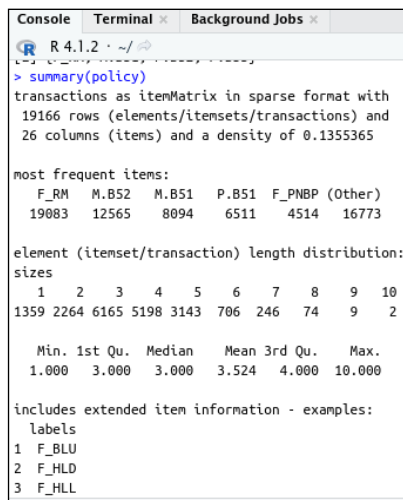 Console Terminal × Background Jobs ×
R R 4.1.2 · ~/
> summary(policy)
transactions as itemMatrix in sparse format with
19166 rows (elements/itemsets/transactions) and
26 columns (items) and a density of 0.1355365
most frequent items:
F_RM M.B52 M.B51 P.B51 F_PNBP (Other)
19083 12565 8094 6511 4514 16773
element (itemset/transaction) length distribution:
sizes
1 2 3 4 5 6 7 8 9 10
1359 2264 6165 5198 3143 706 246 74 9 2
Min. 1st Qu. Median Mean 3rd Qu. Max.
1.000 3.000 3.000 3.524 4.000 10.000
includes extended item information - examples:
labels
1 F_BLU
2 F_HLD
3 F_HLL